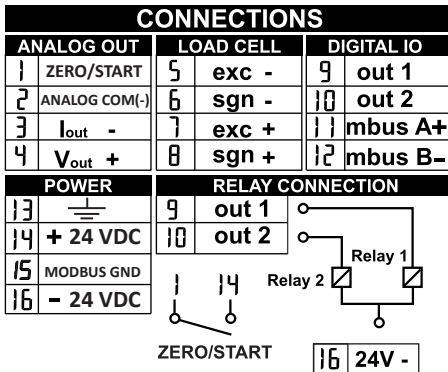 CONNECTIONS
ANALOG OUT
1 ZERO/START
2 ANALOG COM(-)
3 Iout -
4 Vout +
LOAD CELL
5 exc -
6 sgn -
7 exc +
8 sgn +
DIGITAL IO
9 out 1
10 out 2
11 mbus A+
12 mbus B-
POWER
13
14 + 24 VDC
15 MODBUS GND
16 - 24 VDC
RELAY CONNECTION
9 out 1
10 out 2
Relay 1
Relay 2
1 14
ZERO/START
16 24V -